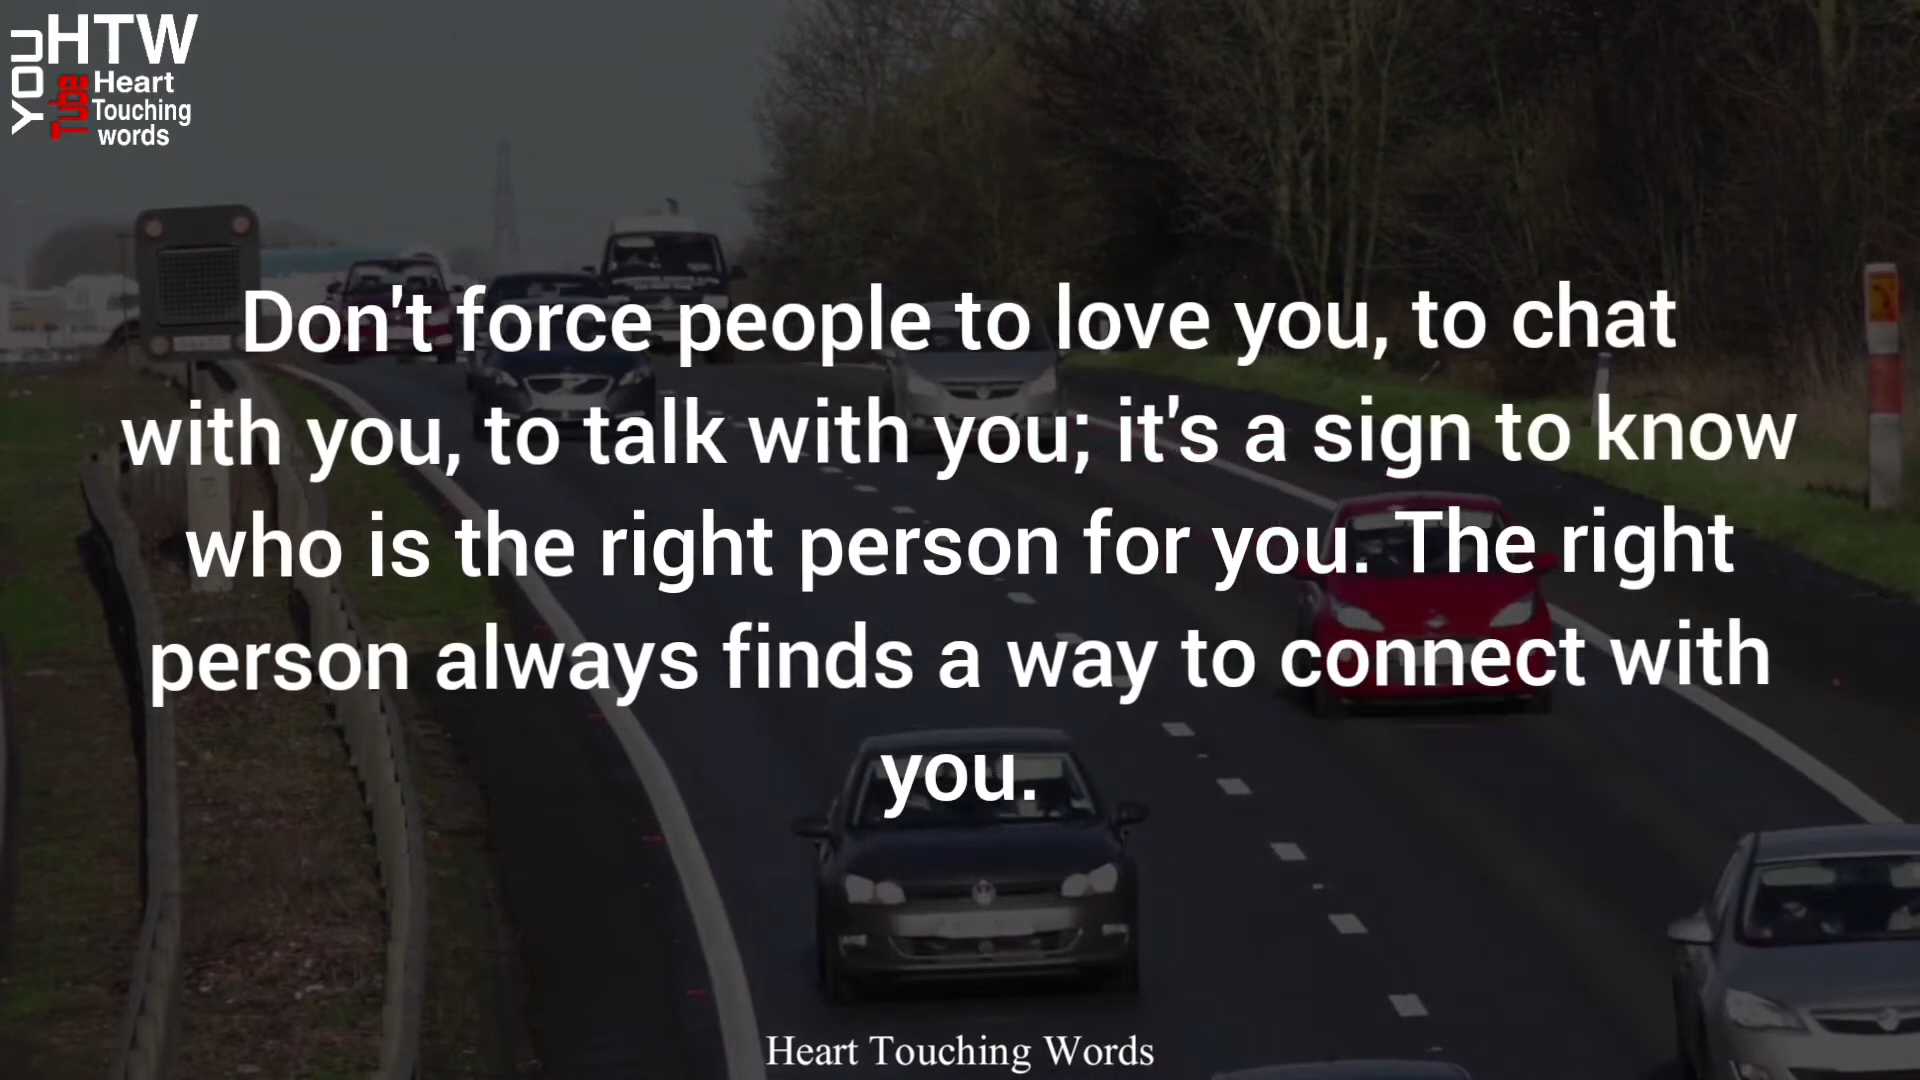 YOU
Tube
HTW
Heart
Touching
words
Don't force people to love you, to chat
with you, to talk with you; it's a sign to know
who is the right person for you. The right
person always finds a way to connect with
you.
Heart Touching Words